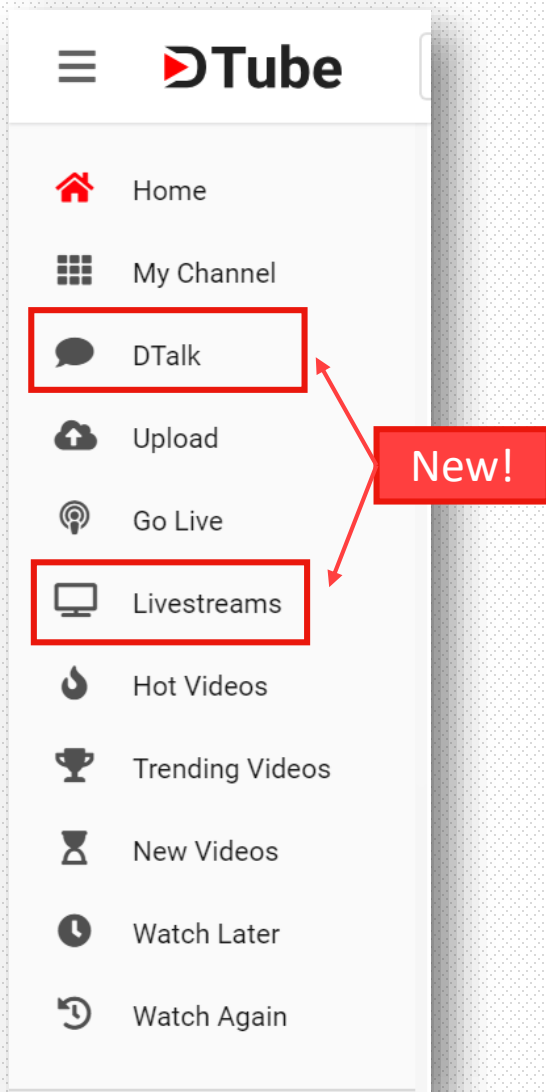 DTube
Home
My Channel
DTalk
Upload
New!
Go Live
Livestreams
Hot Videos
Trending Videos
New Videos
Watch Later
Watch Again